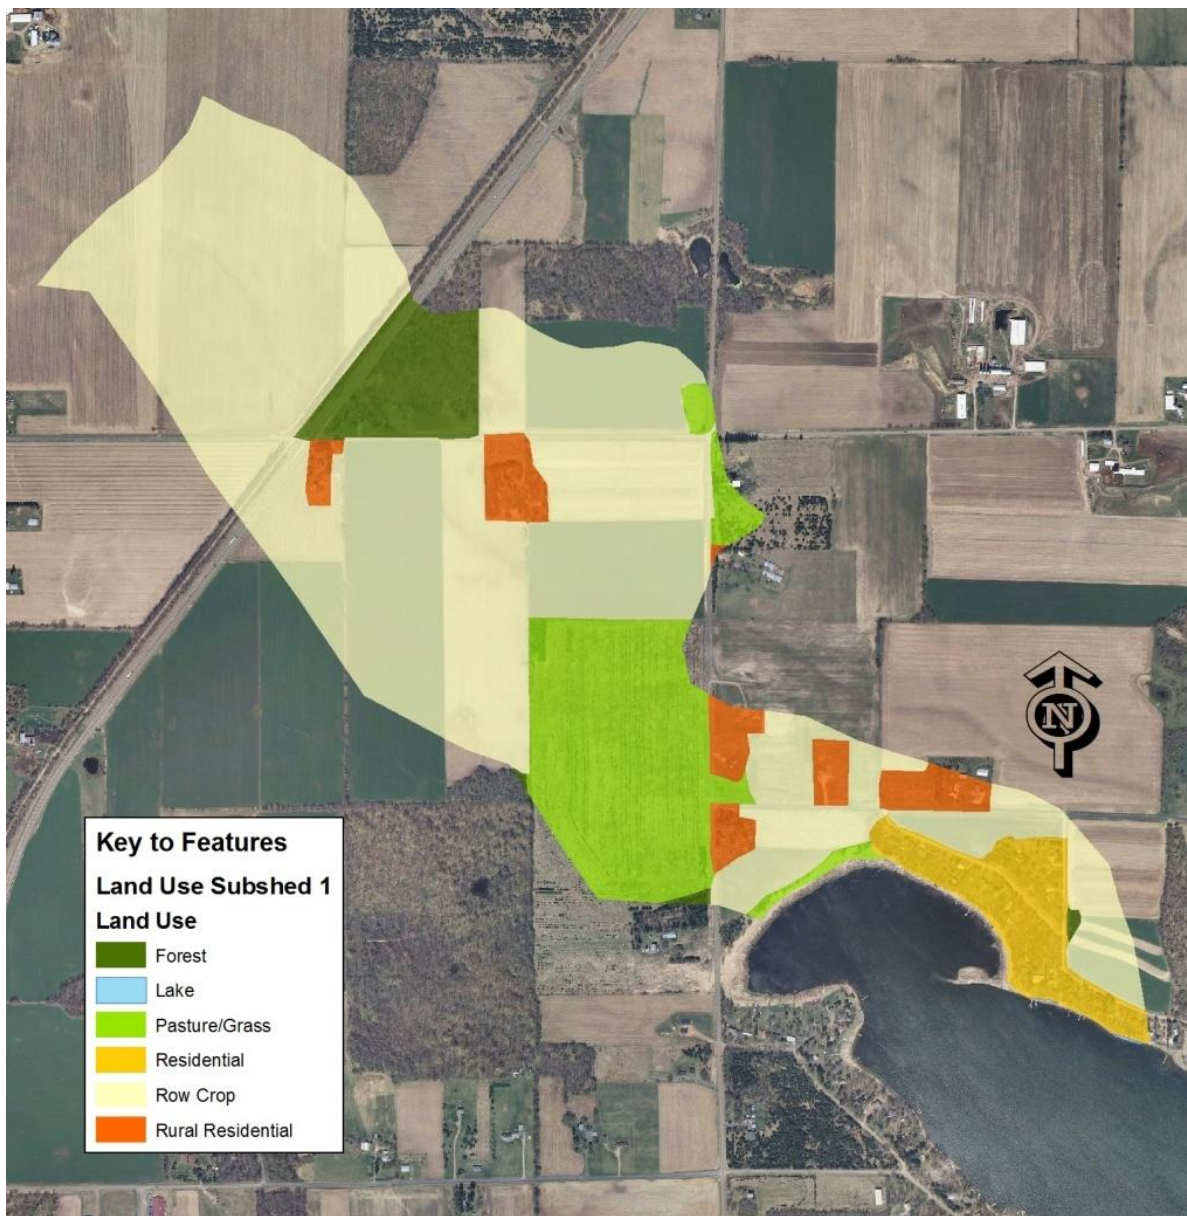 N
Key to Features
Land Use Subshed 1
Land Use
Forest
Lake
Pasture/Grass
Residential
Row Crop
Rural Residential